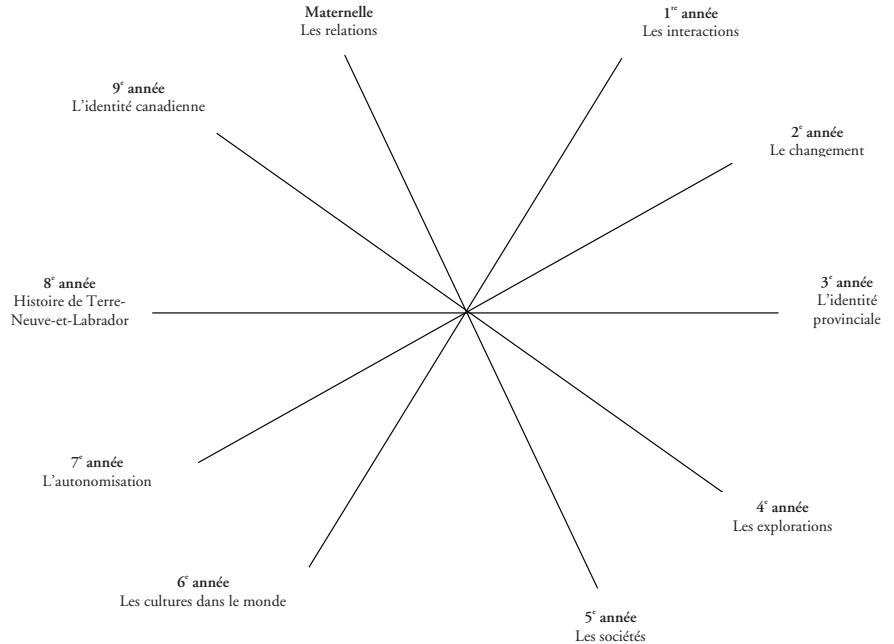 Maternelle
Les relations
1re année
Les interactions
2e année
Le changement
3e année
L'identité
provinciale
4e année
Les explorations
5e année
Les sociétés
6e année
Les cultures dans le monde
7e année
L'autonomisation
8e année
Histoire de Terre-
Neuve-et-Labrador
9e année
L'identité canadienne